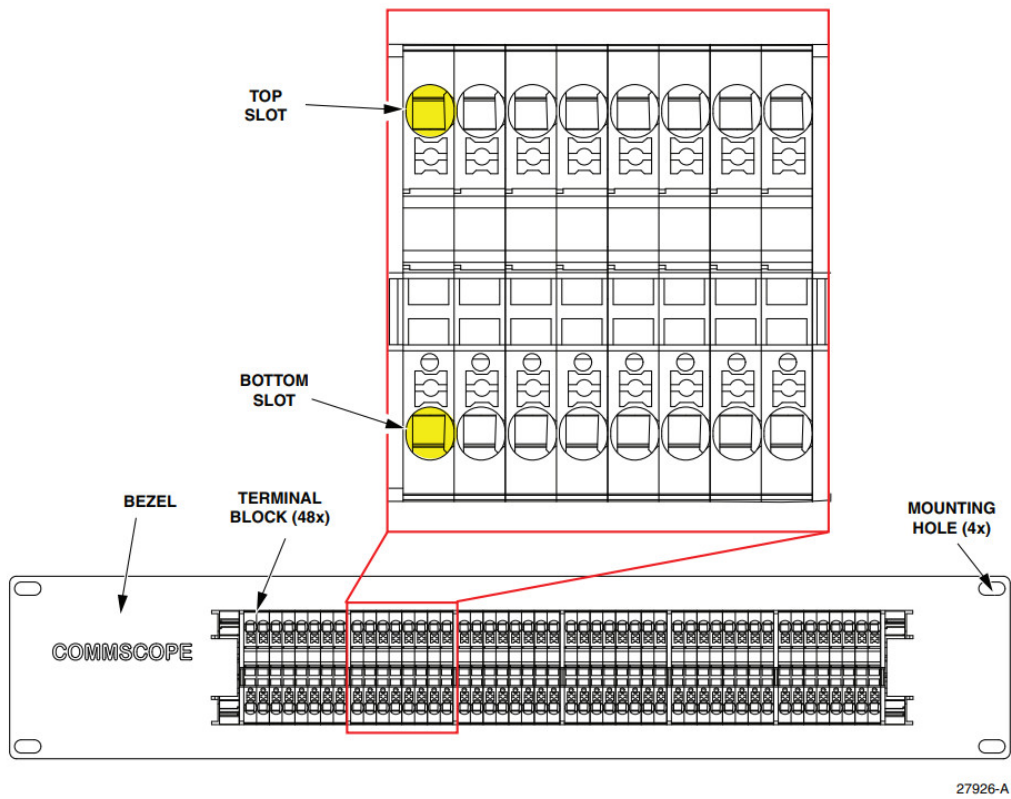 TOP
SLOT
BOTTOM
SLOT
BEZEL
TERMINAL
BLOCK (48x)
MOUNTING
HOLE (4x)
COMMSCOPE
27926-A